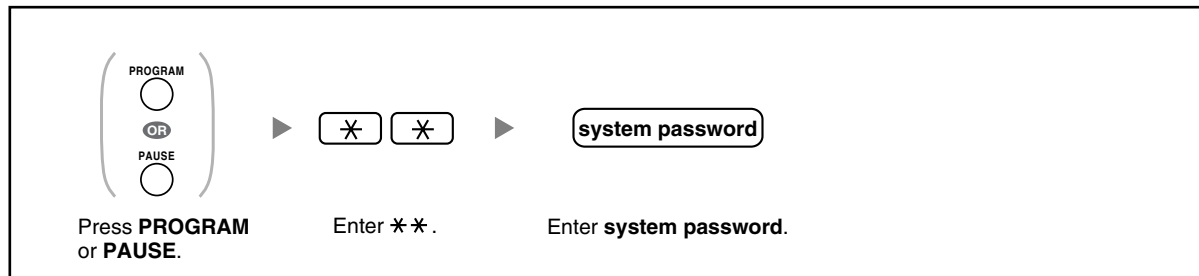 PROGRAM
OR
PAUSE
✳ ✳
system password
Press PROGRAM
or PAUSE.
Enter ✳✳.
Enter system password.